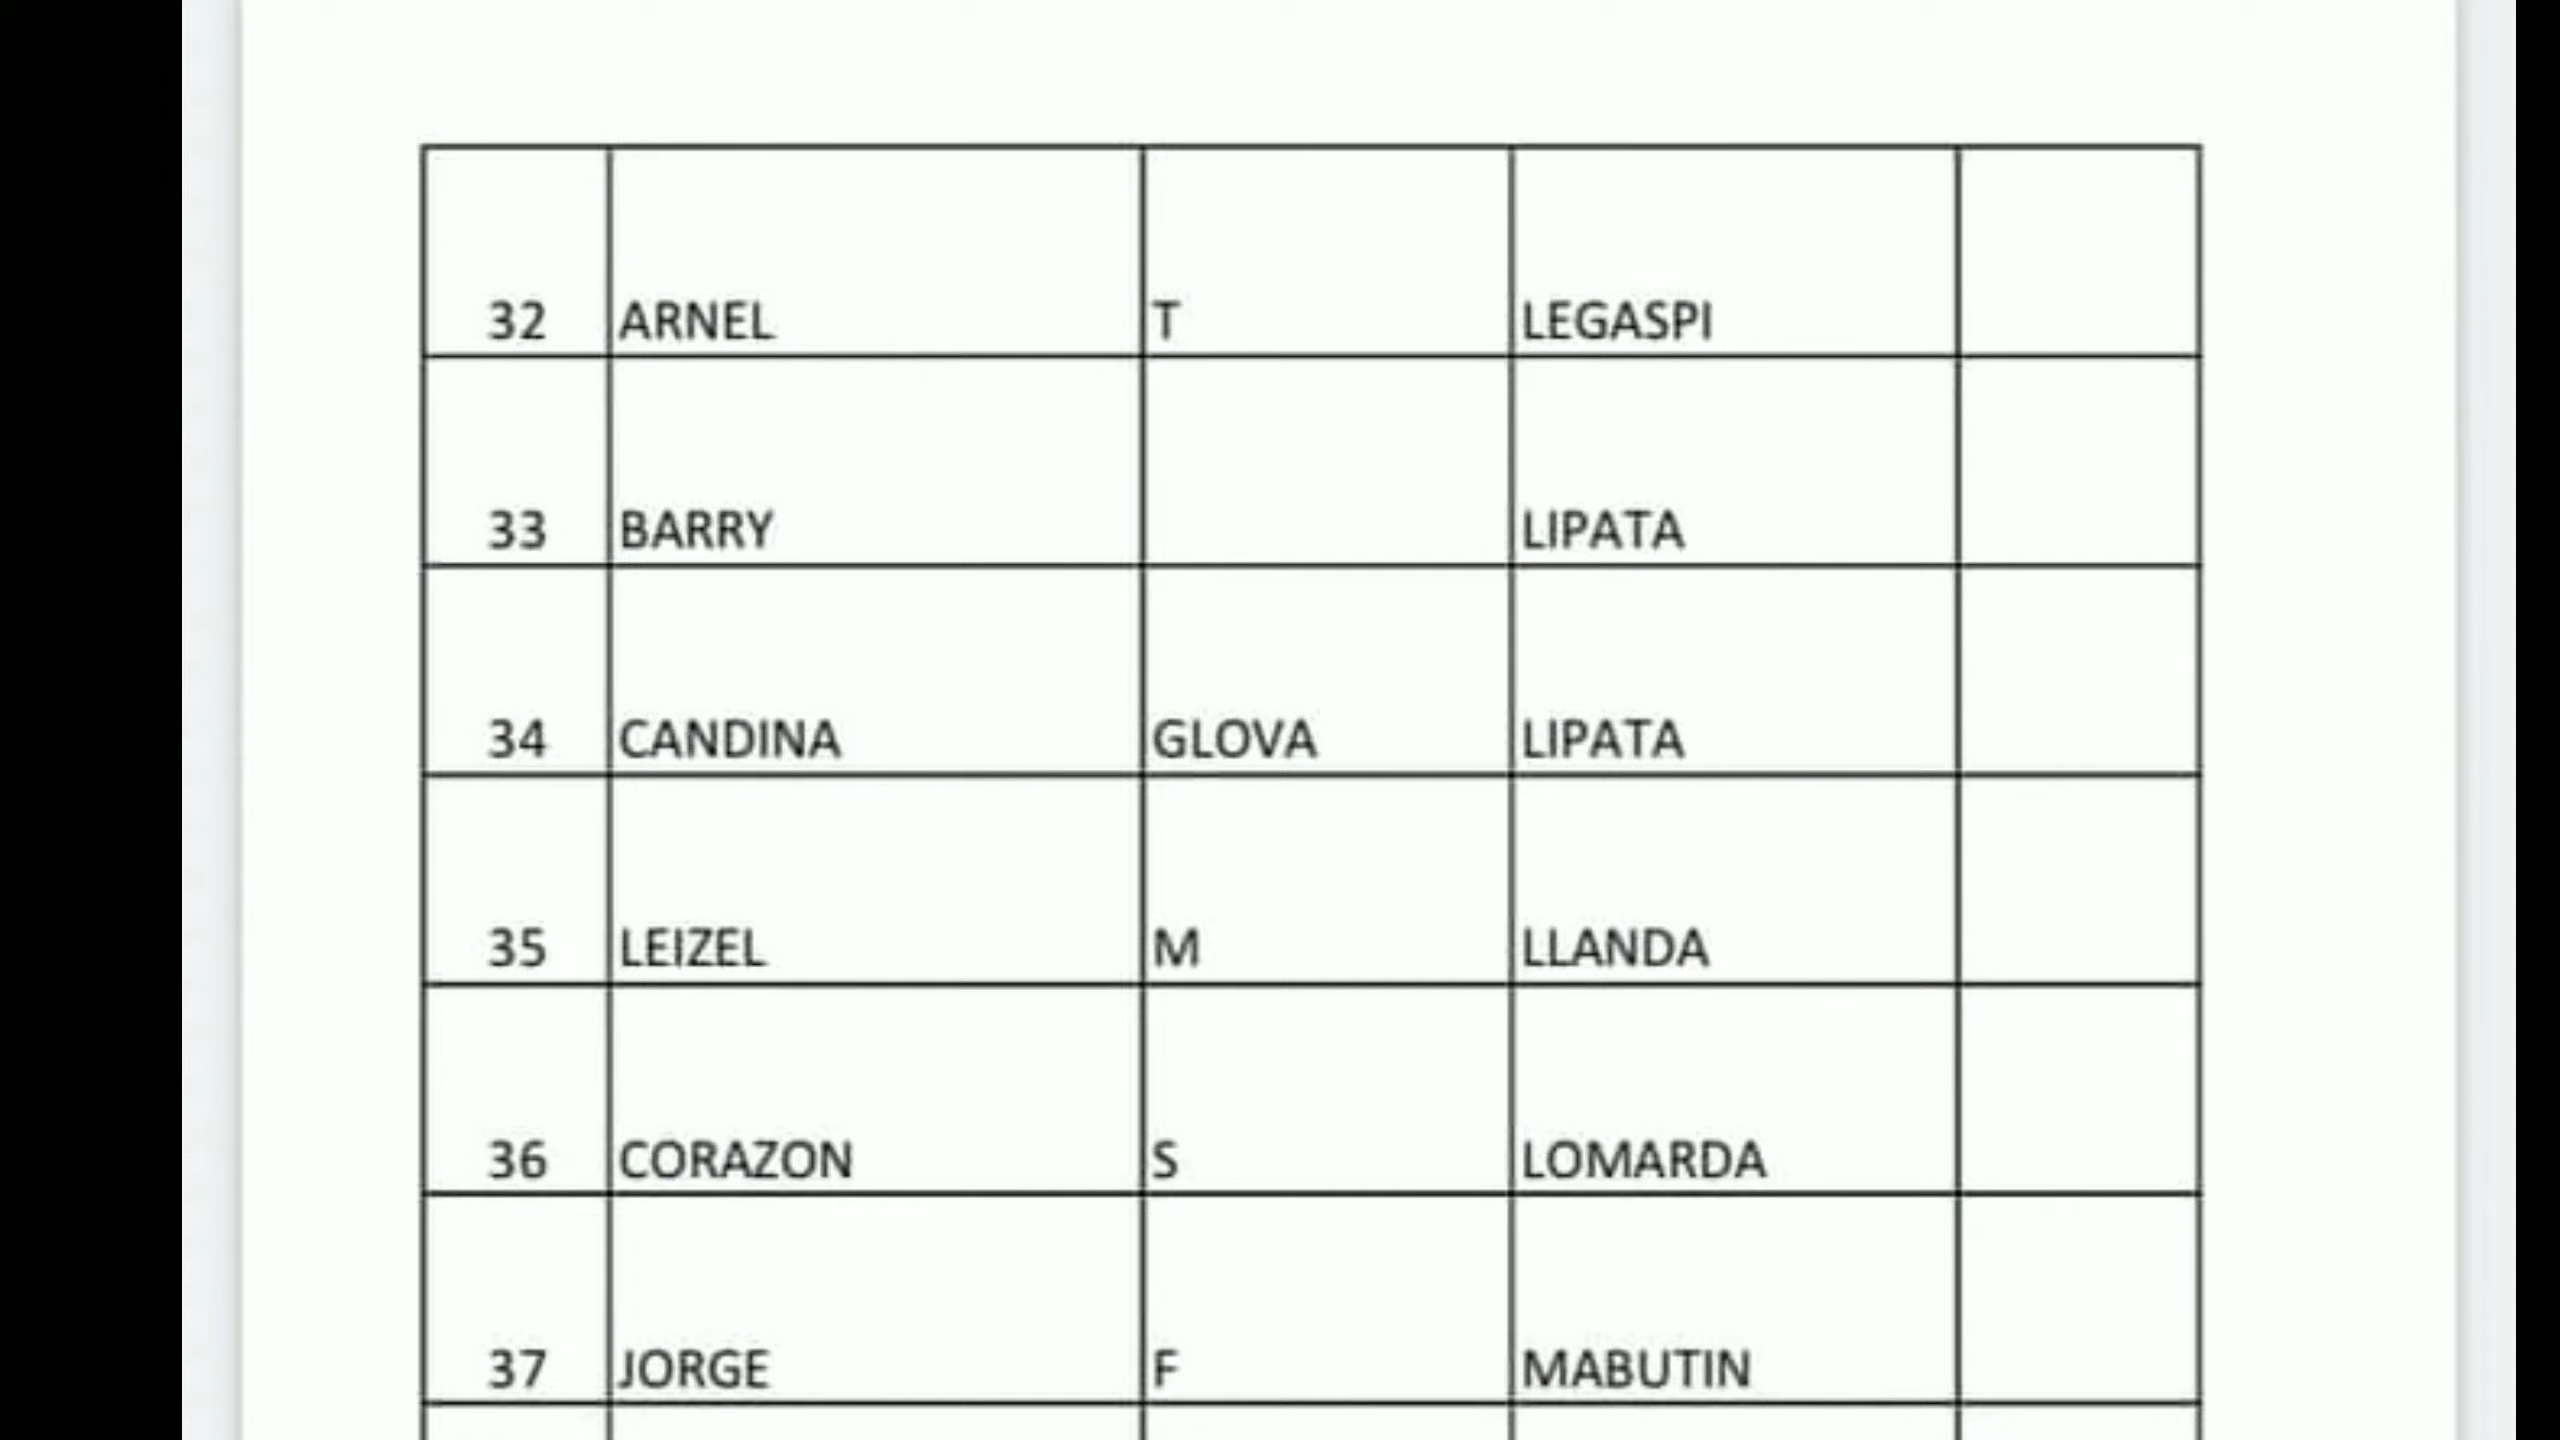 32 ARNEL T LEGASPI
33 BARRY LIPATA
34 CANDINA GLOVA LIPATA
35 LEIZEL M LLANDA
36 CORAZON S LOMARDA
37 JORGE F MABUTIN